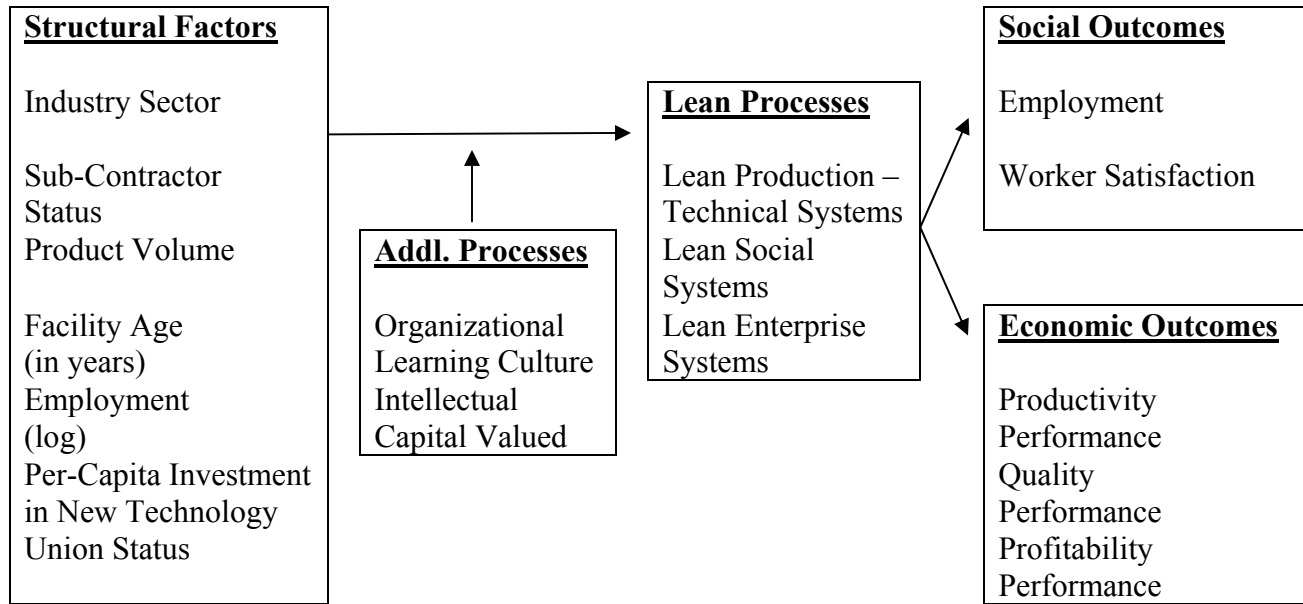 Structural Factors
Industry Sector
Sub-Contractor
Status
Product Volume
Facility Age
(in years)
Employment
(log)
Per-Capita Investment
in New Technology
Union Status
Addl. Processes
Organizational
Learning Culture
Intellectual
Capital Valued
Lean Processes
Lean Production –
Technical Systems
Lean Social
Systems
Lean Enterprise
Systems
Social Outcomes
Employment
Worker Satisfaction
Economic Outcomes
Productivity
Performance
Quality
Performance
Profitability
Performance